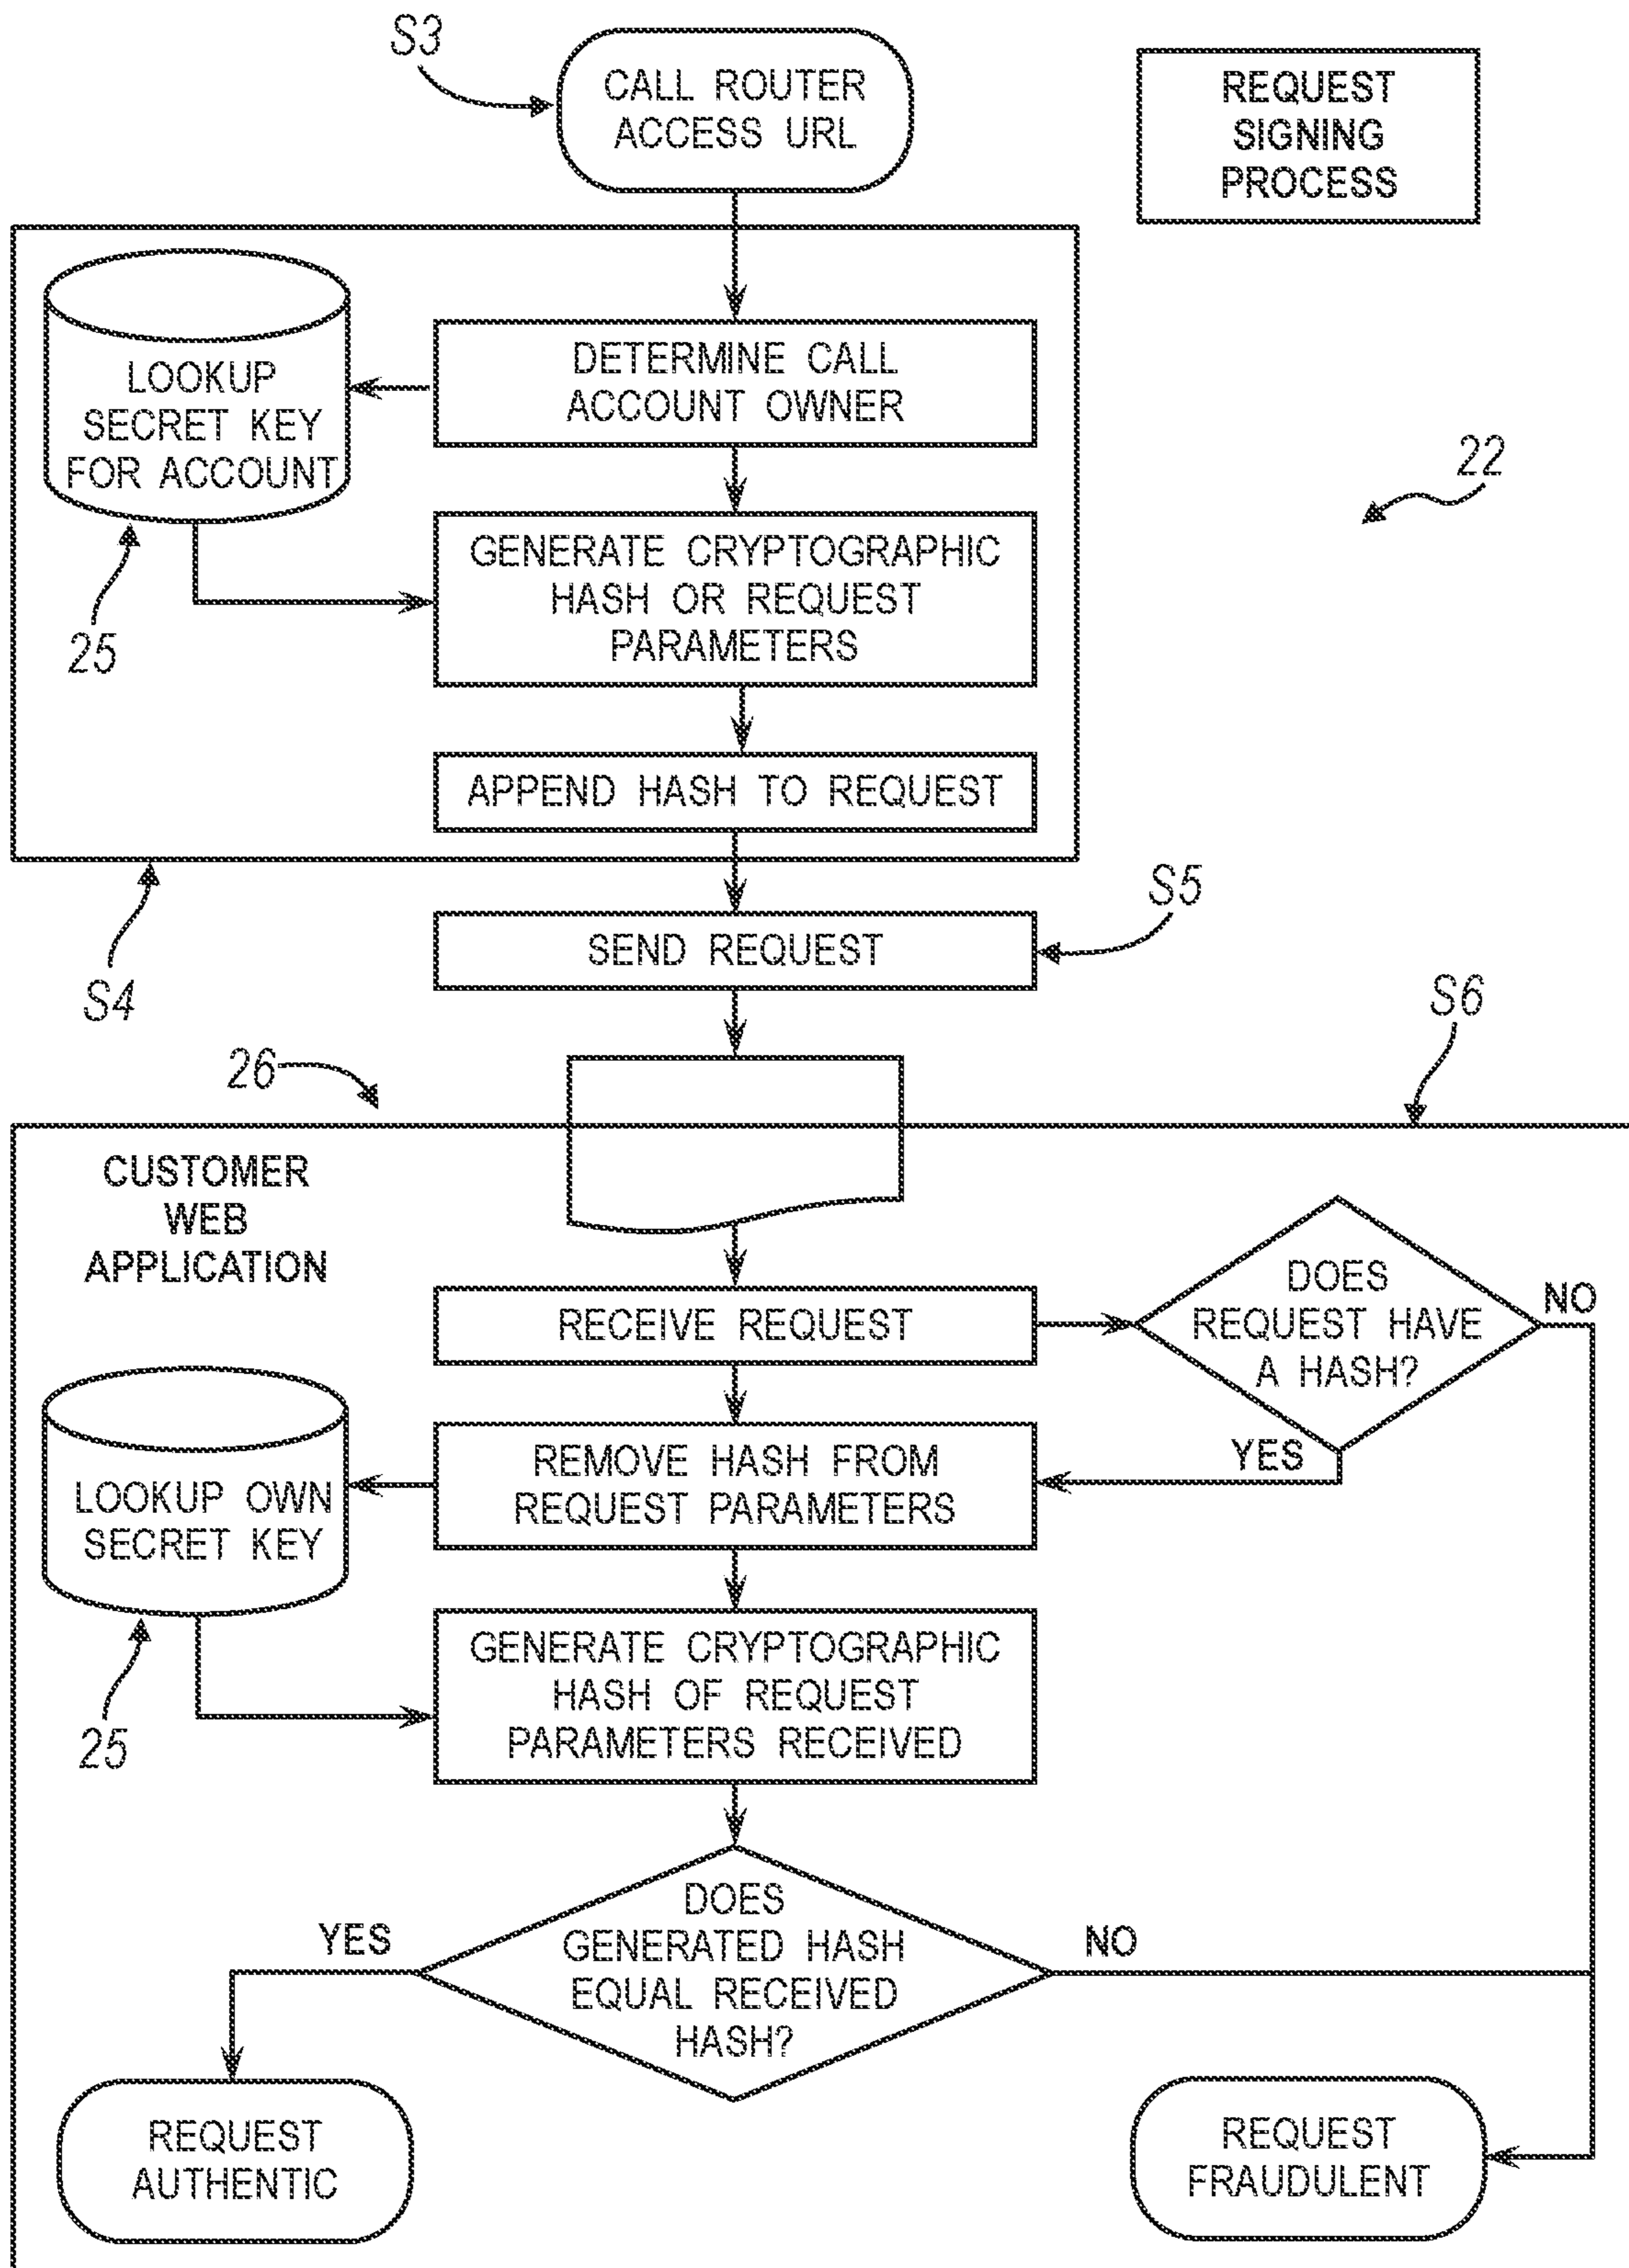 S3
CALL ROUTER
ACCESS URL
REQUEST
SIGNING
PROCESS
LOOKUP
SECRET KEY
FOR ACCOUNT
DETERMINE CALL
ACCOUNT OWNER
22
GENERATE CRYPTOGRAPHIC
HASH OR REQUEST
PARAMETERS
25
APPEND HASH TO REQUEST
S4
SEND REQUEST
S5
26
S6
CUSTOMER
WEB
APPLICATION
RECEIVE REQUEST
DOES
REQUEST HAVE
A HASH?
NO
YES
REMOVE HASH FROM
REQUEST PARAMETERS
LOOKUP OWN
SECRET KEY
GENERATE CRYPTOGRAPHIC
HASH OF REQUEST
PARAMETERS RECEIVED
25
DOES
GENERATED HASH
EQUAL RECEIVED
HASH?
YES
NO
REQUEST
AUTHENTIC
REQUEST
FRAUDULENT